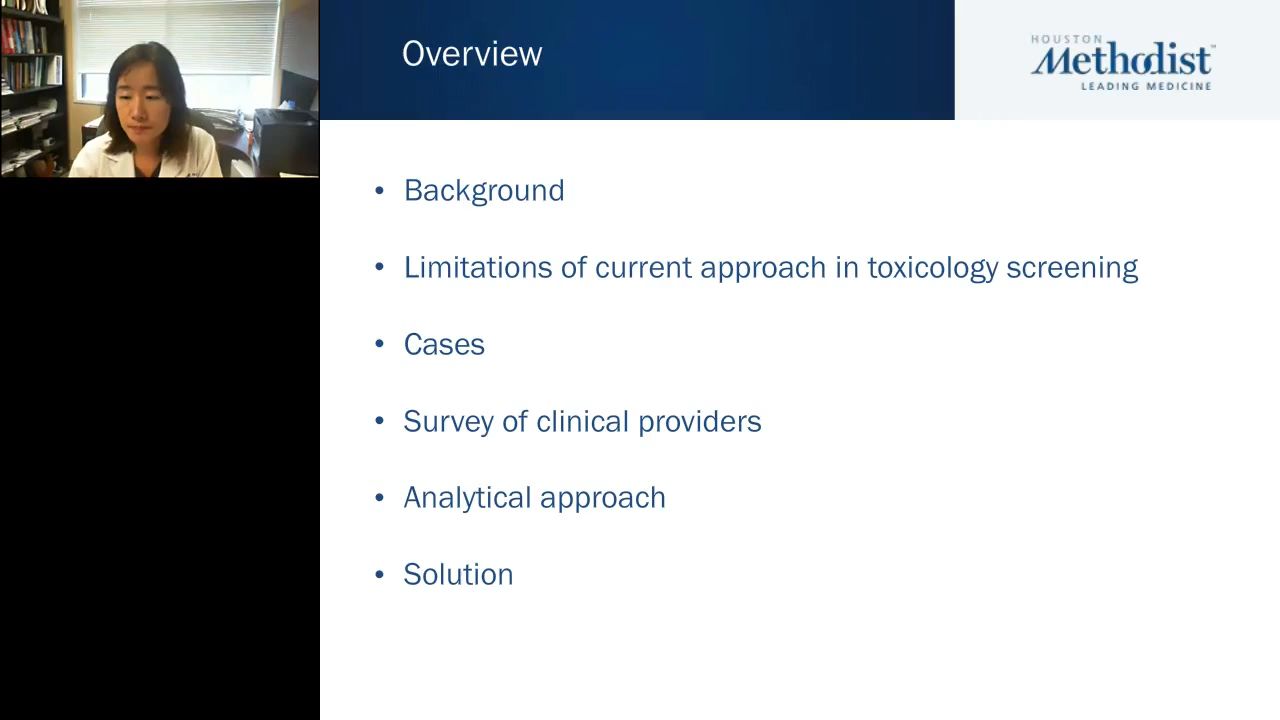 Overview
HOUSTON
Methodist
LEADING MEDICINE
• Background
• Limitations of current approach in toxicology screening
• Cases
• Survey of clinical providers
• Analytical approach
• Solution